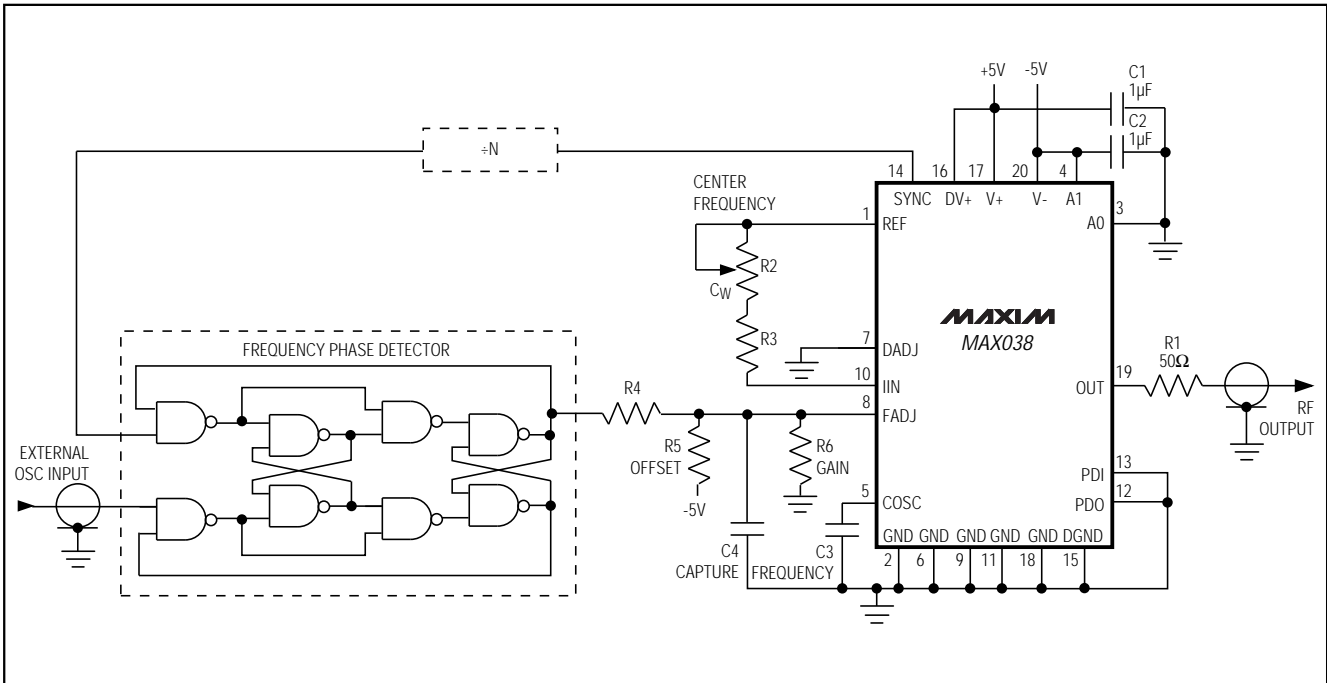 +5V -5V
C1
1µF
C2
1µF
÷N
14 16 17 20 4
SYNC DV+ V+ V- A1
CENTER
FREQUENCY
1
REF
3
A0
R2
CW
R3
MAXIM
MAX038
7
DADJ
10
IIN
8
FADJ
R1
50Ω
19
OUT
RF
OUTPUT
FREQUENCY PHASE DETECTOR
R4
R5
OFFSET
-5V
R6
GAIN
EXTERNAL
OSC INPUT
13
PDI
12
PDO
5
COSC
C4
CAPTURE
C3
FREQUENCY
GND GND GND GND GND DGND
2 6 9 11 18 15